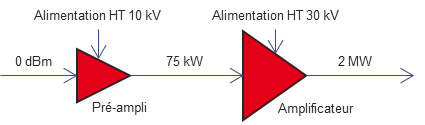 Alimentation HT 10 kV
Alimentation HT 30 kV
0 dBm
75 kW
2 MW
Pré-ampli
Amplificateur